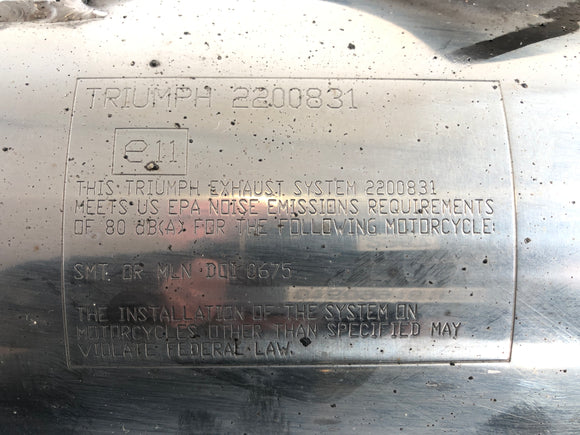 TRIUMPH 2200831
e11
THIS TRIUMPH EXHAUST SYSTEM 2200831
MEETS US EPA NOISE EMISSIONS REQUIREMENTS
OF 80 dB(A) FOR THE FOLLOWING MOTORCYCLE:
SMT OR MLN DOD 0675
THE INSTALLATION OF THE SYSTEM ON
MOTORCYCLES OTHER THAN SPECIFIED MAY
VIOLATE FEDERAL LAW.